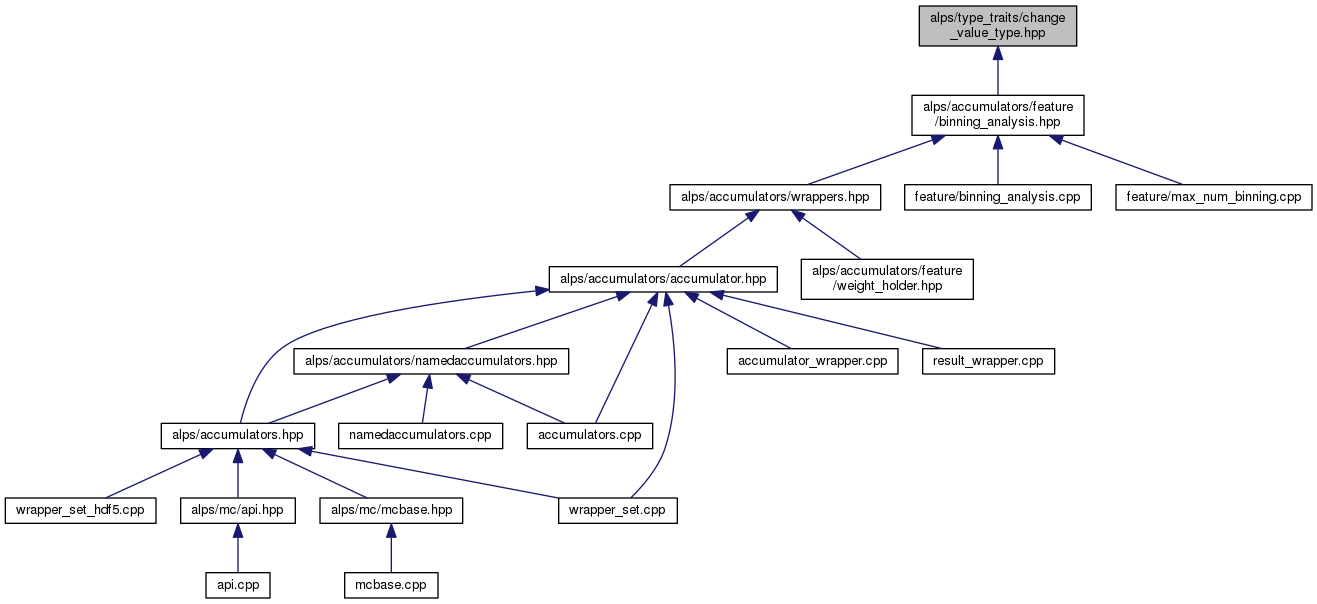 alps/type_traits/change
_value_type.hpp
alps/accumulators/feature
/binning_analysis.hpp
alps/accumulators/wrappers.hpp
feature/binning_analysis.cpp
feature/max_num_binning.cpp
alps/accumulators/accumulator.hpp
alps/accumulators/feature
/weight_holder.hpp
alps/accumulators/namedaccumulators.hpp
accumulator_wrapper.cpp
result_wrapper.cpp
alps/accumulators.hpp
namedaccumulators.cpp
accumulators.cpp
wrapper_set_hdf5.cpp
alps/mc/api.hpp
alps/mc/mcbase.hpp
wrapper_set.cpp
api.cpp
mcbase.cpp